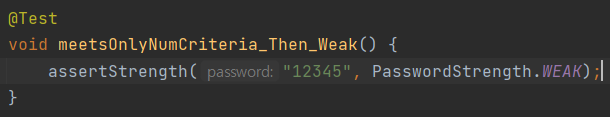 @Test
void meetsOnlyNumCriteria_Then_Weak() {
assertStrength( password: "12345", PasswordStrength.WEAK);
}